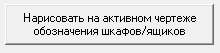 Нарисовать на активном чертеже
обозначения шкафов/ящиков